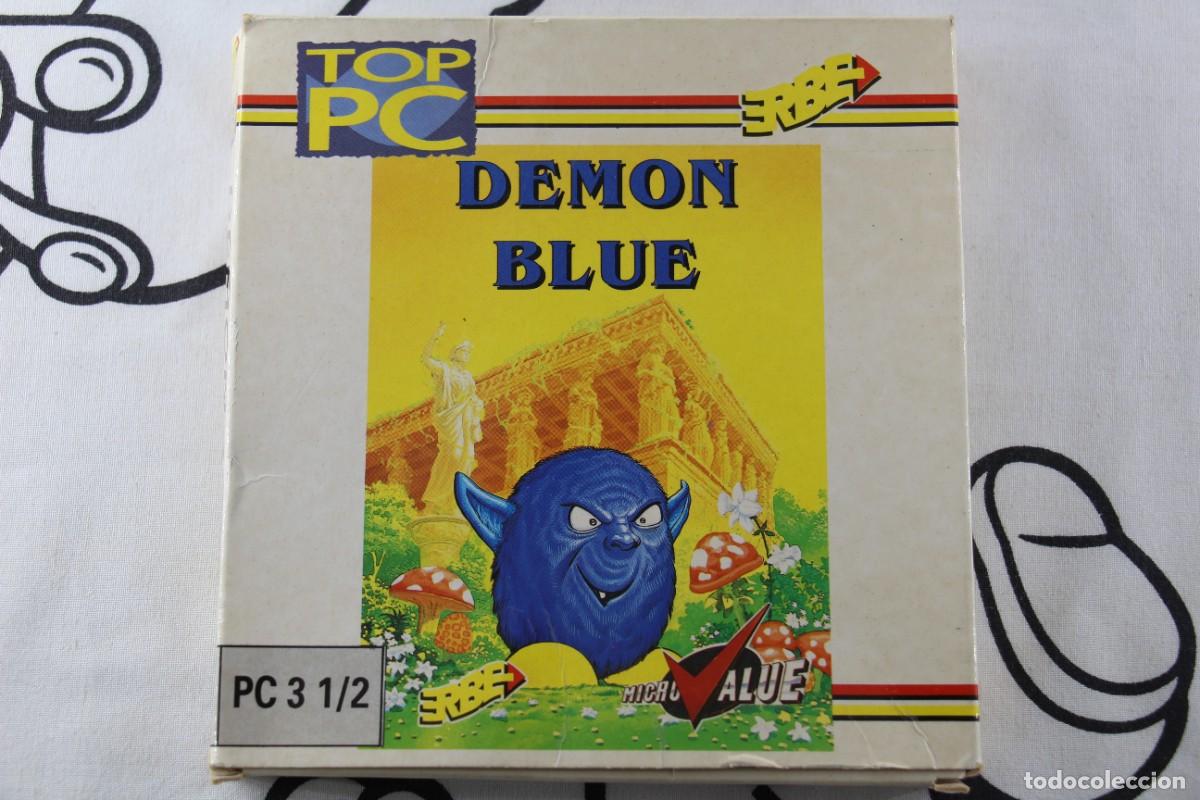 TOP
PC
ERBE
DEMON
BLUE
PC 3 1/2
ERBE
MICRO VALUE
todocoleccion